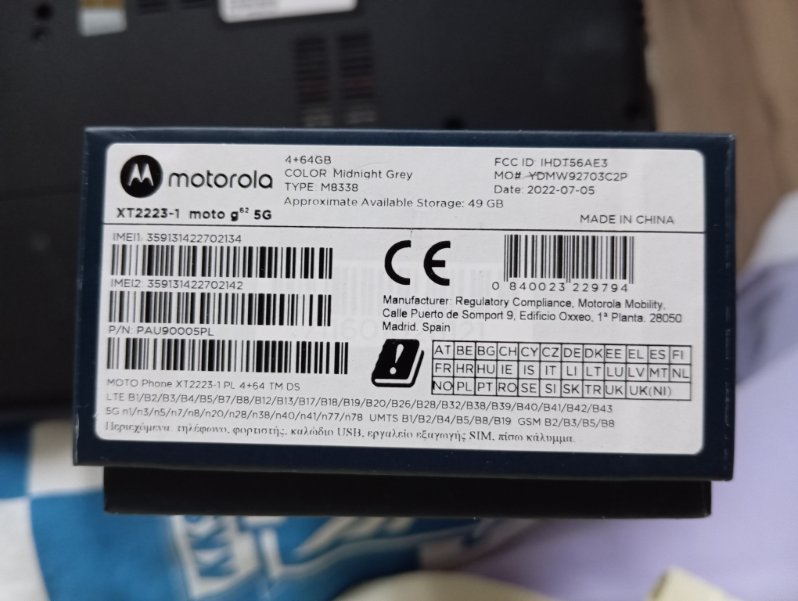 motorola
4+64GB
COLOR: Midnight Grey
TYPE: M8338
Approximate Available Storage: 49 GB
FCC ID: IHDT56AE3
MO# YDMW92703C2P
Date: 2022-07-05
XT2223-1 moto g⁶² 5G
MADE IN CHINA
IMEI1: 359131422702134
IMEI2: 359131422702142
P/N: PAU90005PL
CE
0 840023 229794
Manufacturer: Regulatory Compliance, Motorola Mobility,
Calle Puerto de Somport 9, Edificio Oxxeo, 1ª Planta. 28050
Madrid. Spain
AT BE BG CH CY CZ DE DK EE EL ES FI
FR HR HU IE IS IT LI LT LU LV MT NL
NO PL PT RO SE SI SK TR UK UK(NI)
MOTO Phone XT2223-1 PL 4+64 TM DS
LTE B1/B2/B3/B4/B5/B7/B8/B12/B13/B17/B18/B19/B20/B26/B28/B32/B38/B39/B40/B41/B42/B43
5G n1/n3/n5/n7/n8/n20/n28/n38/n40/n41/n77/n78 UMTS B1/B2/B4/B5/B8/B19 GSM B2/B3/B5/B8
Περιεχόμενα: τηλέφωνο, φορτιστής, καλώδιο USB, εργαλείο εξαγωγής SIM, πίσω κάλυμμα.